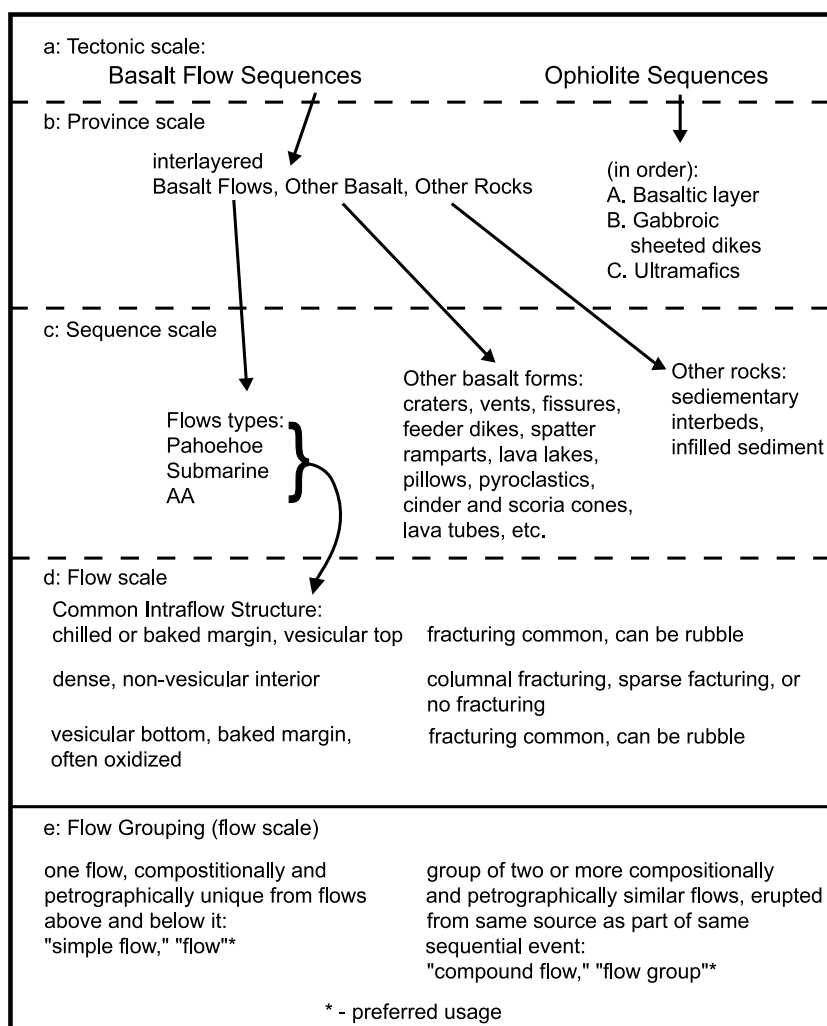 a: Tectonic scale:
Basalt Flow Sequences
Ophiolite Sequences
b: Province scale
interlayered
Basalt Flows, Other Basalt, Other Rocks
(in order):
A. Basaltic layer
B. Gabbroic
sheeted dikes
C. Ultramafics
c: Sequence scale
Flows types:
Pahoehoe
Submarine
AA
Other basalt forms:
craters, vents, fissures,
feeder dikes, spatter
ramparts, lava lakes,
pillows, pyroclastics,
cinder and scoria cones,
lava tubes, etc.
Other rocks:
sediementary
interbeds,
infilled sediment
d: Flow scale
Common Intraflow Structure:
chilled or baked margin, vesicular top
fracturing common, can be rubble
dense, non-vesicular interior
columnal fracturing, sparse facturing, or
no fracturing
vesicular bottom, baked margin,
often oxidized
fracturing common, can be rubble
e: Flow Grouping (flow scale)
one flow, compostitionally and
petrographically unique from flows
above and below it:
"simple flow," "flow"*
group of two or more compositionally
and petrographically similar flows, erupted
from same source as part of same
sequential event:
"compound flow," "flow group"*
* - preferred usage